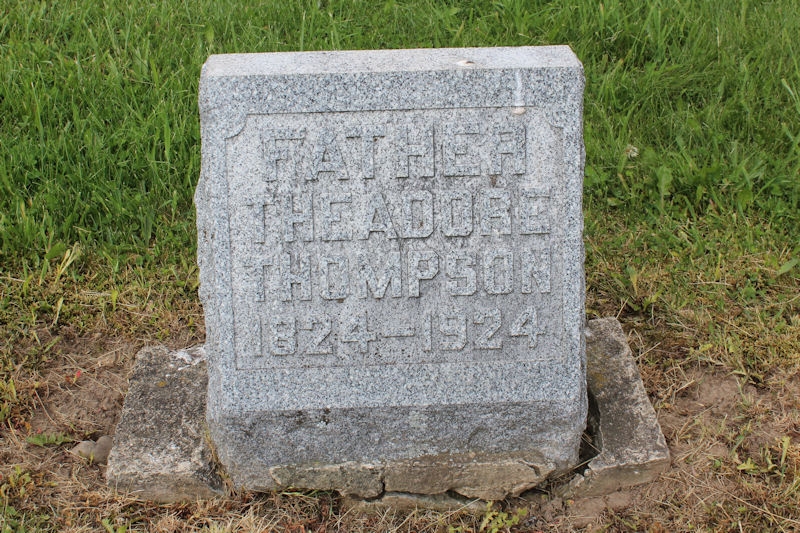 FATHER
THEADORE
THOMPSON
1824-1924